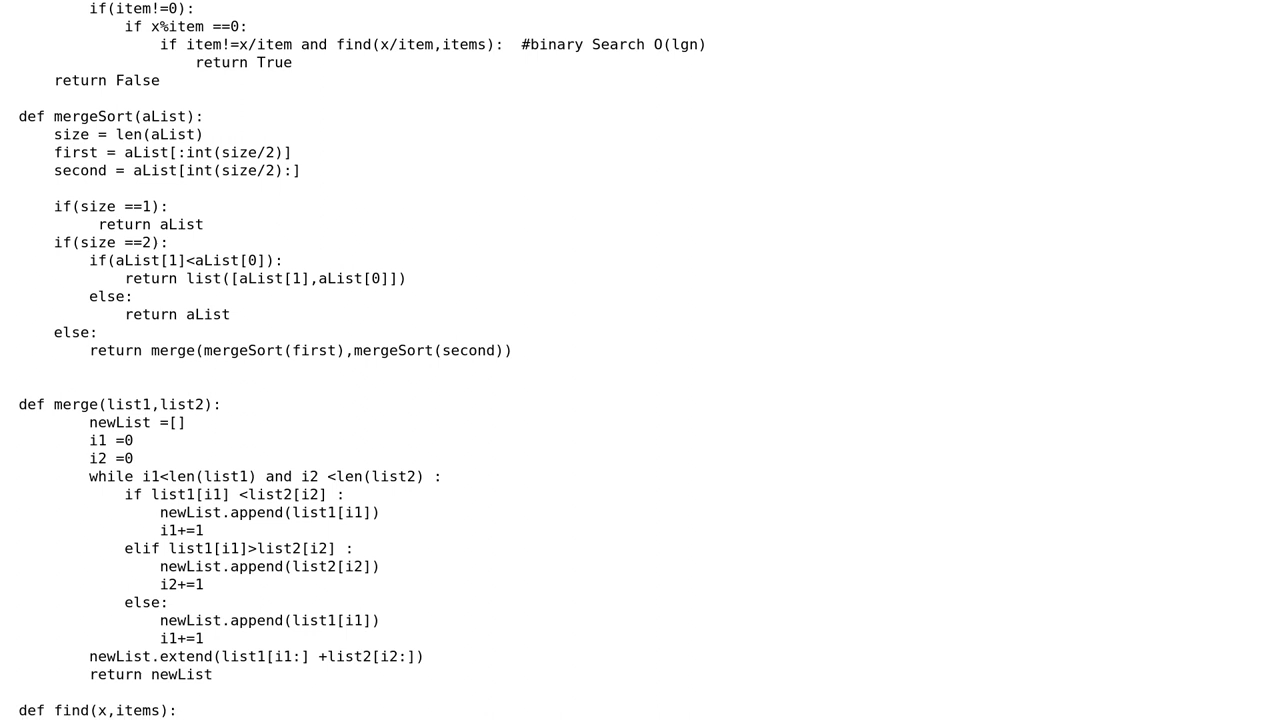 if(item!=0):
            if x%item ==0:
                if item!=x/item and find(x/item,items):  #binary Search O(lgn)
                    return True
    return False

def mergeSort(aList):
    size = len(aList)
    first = aList[:int(size/2)]
    second = aList[int(size/2):]

    if(size ==1):
         return aList
    if(size ==2):
        if(aList[1]<aList[0]):
            return list([aList[1],aList[0]])
        else:
            return aList
    else:
        return merge(mergeSort(first),mergeSort(second))


def merge(list1,list2):
        newList =[]
        i1 =0
        i2 =0
        while i1<len(list1) and i2 <len(list2) :
            if list1[i1] <list2[i2] :
                newList.append(list1[i1])
                i1+=1
            elif list1[i1]>list2[i2] :
                newList.append(list2[i2])
                i2+=1
            else:
                newList.append(list1[i1])
                i1+=1
        newList.extend(list1[i1:] +list2[i2:])
        return newList

def find(x,items):